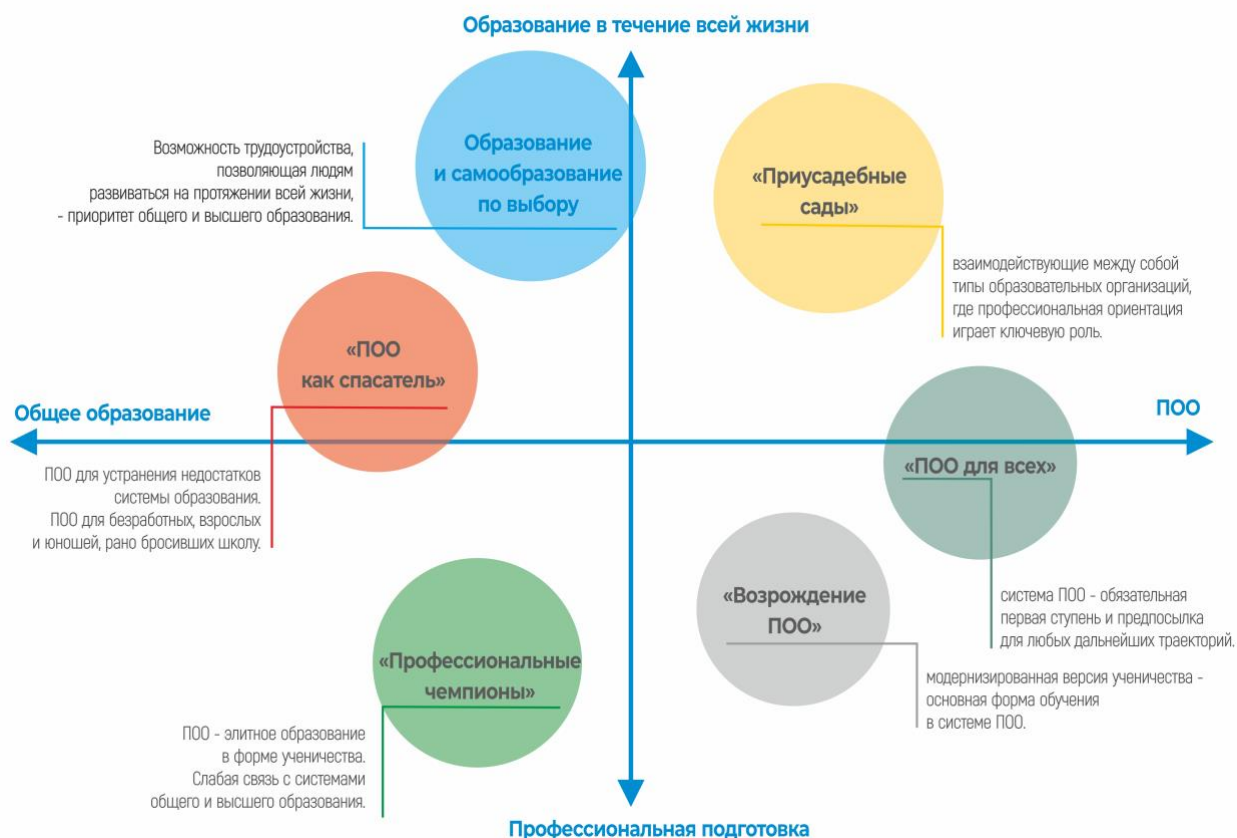 Образование в течение всей жизни
Образование
и самообразование
по выбору
Возможность трудоустройства,
позволяющая людям
развиваться на протяжении всей жизни,
- приоритет общего и высшего образования.
«Приусадебные
сады»
взаимодействующие между собой
типы образовательных организаций,
где профессиональная ориентация
играет ключевую роль.
«ПОО
как спасатель»
Общее образование
ПОО
ПОО для устранения недостатков
системы образования.
ПОО для безработных, взрослых
и юношей, рано бросивших школу.
«ПОО для всех»
система ПОО - обязательная
первая ступень и предпосылка
для любых дальнейших траекторий.
«Возрождение
ПОО»
модернизированная версия ученичества -
основная форма обучения
в системе ПОО.
«Профессиональные
чемпионы»
ПОО - элитное образование
в форме ученичества.
Слабая связь с системами
общего и высшего образования.
Профессиональная подготовка